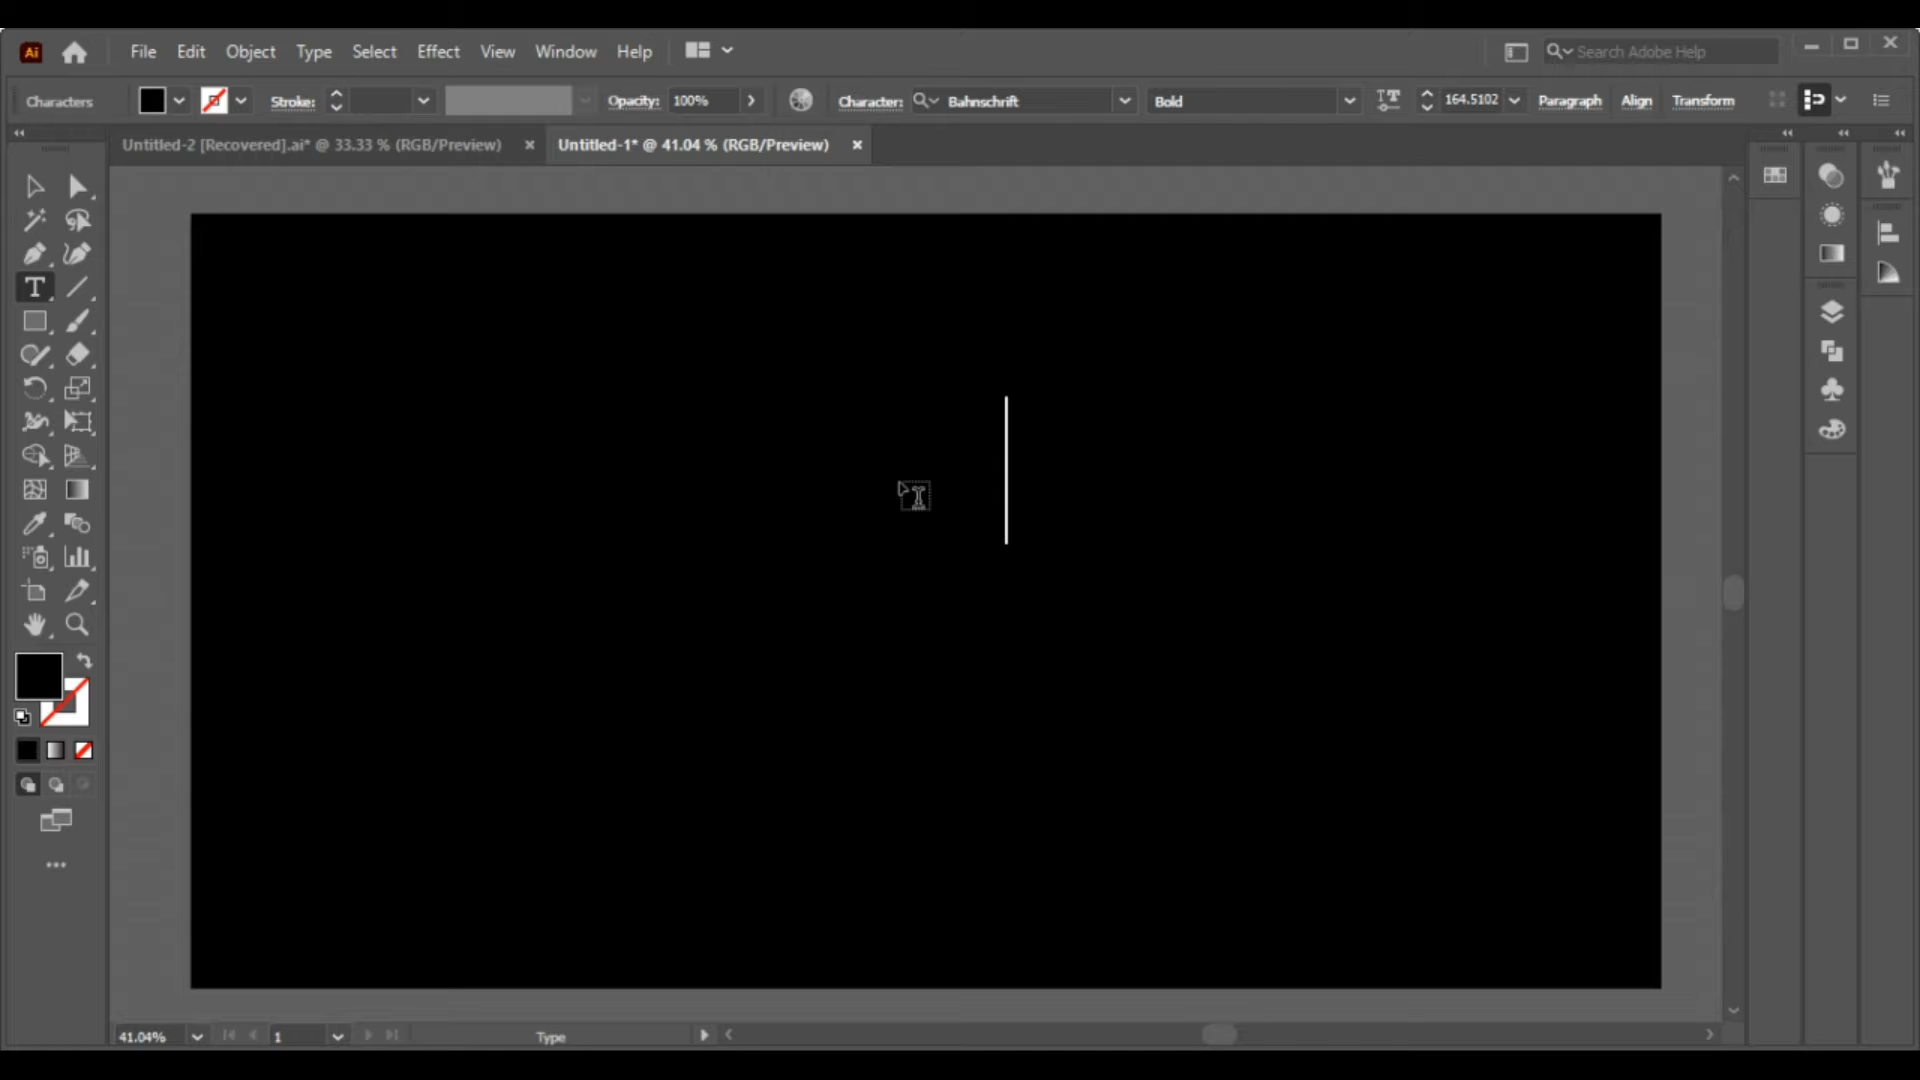 Ai File Edit Object Type Select Effect View Window Help Search Adobe Help
Characters Stroke: Opacity: 100% Character: Bahnschrift Bold 164.5102 Paragraph Align Transform
Untitled-2 [Recovered].ai* @ 33.33 % (RGB/Preview) Untitled-1* @ 41.04 % (RGB/Preview)
41.04% 1 Type